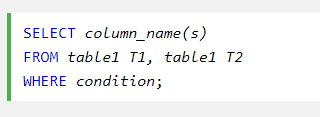 SELECT column_name(s)
FROM table1 T1, table1 T2
WHERE condition;